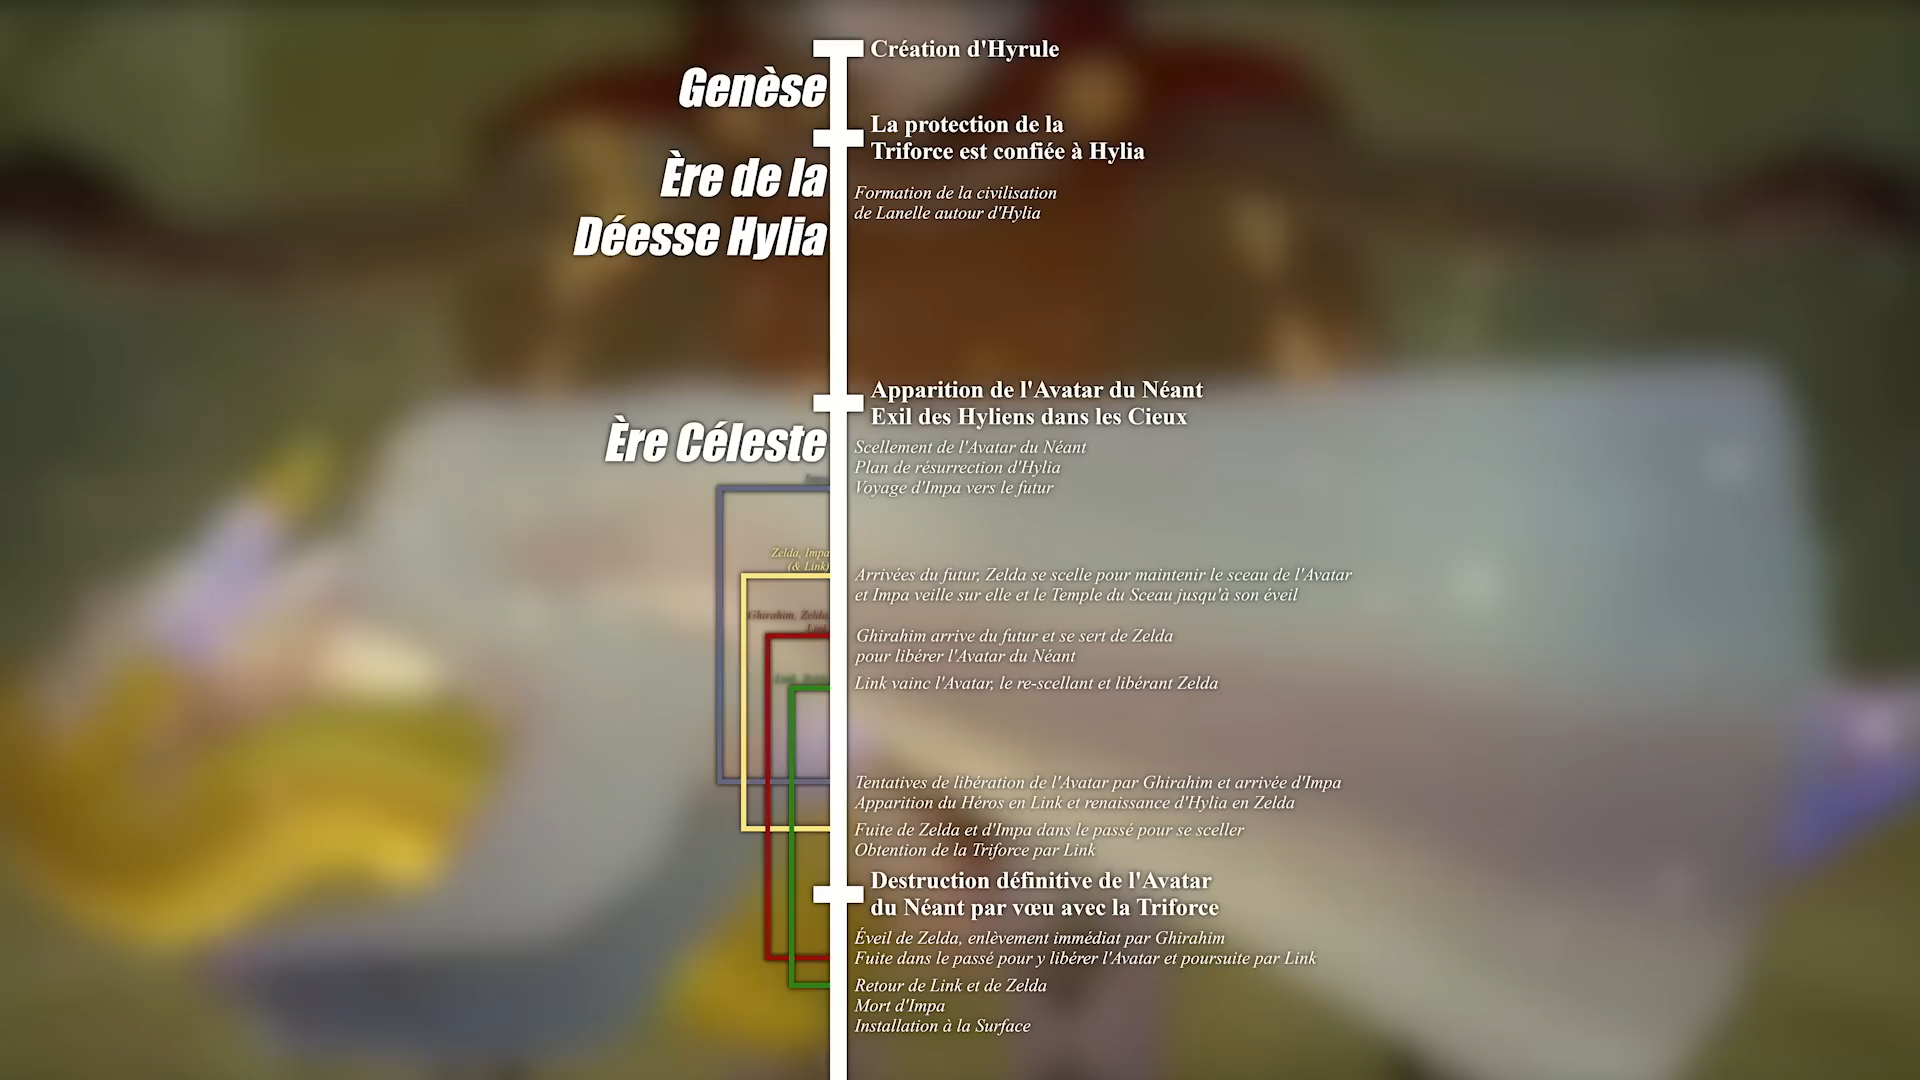 Création d'Hyrule
Genèse
La protection de la
Triforce est confiée à Hylia
Ère de la
Déesse Hylia
Formation de la civilisation
de Lanelle autour d'Hylia
Apparition de l'Avatar du Néant
Exil des Hyliens dans les Cieux
Ère Céleste
Scellement de l'Avatar du Néant
Plan de résurrection d'Hylia
Voyage d'Impa vers le futur
Zelda, Impa
(& Link)
Arrivées du futur, Zelda se scelle pour maintenir le sceau de l'Avatar
et Impa veille sur elle et le Temple du Sceau jusqu'à son éveil
Ghirahim, Zelda,
Link
Ghirahim arrive du futur et se sert de Zelda
pour libérer l'Avatar du Néant
Link vainc l'Avatar, le re-scellant et libérant Zelda
Tentatives de libération de l'Avatar par Ghirahim et arrivée d'Impa
Apparition du Héros en Link et renaissance d'Hylia en Zelda
Fuite de Zelda et d'Impa dans le passé pour se sceller
Obtention de la Triforce par Link
Destruction définitive de l'Avatar
du Néant par vœu avec la Triforce
Éveil de Zelda, enlèvement immédiat par Ghirahim
Fuite dans le passé pour y libérer l'Avatar et poursuite par Link
Retour de Link et de Zelda
Mort d'Impa
Installation à la Surface